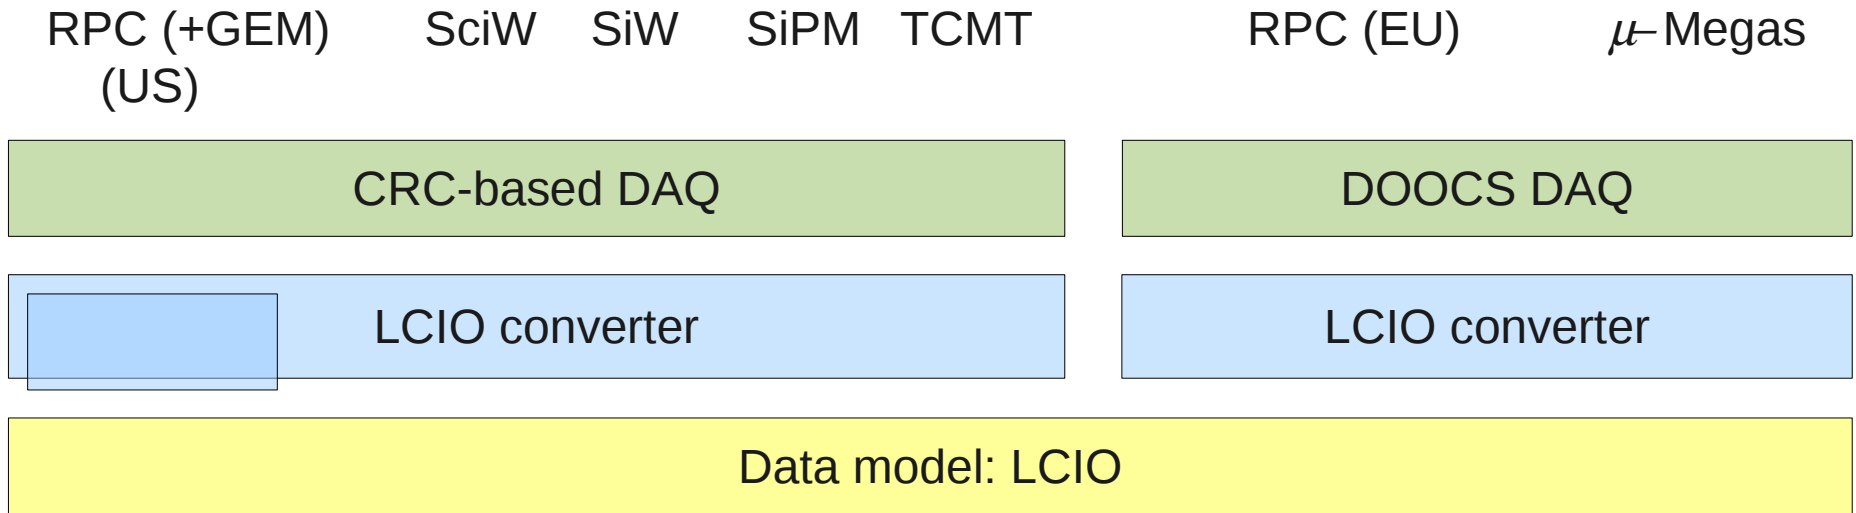 RPC (+GEM) SciW SiW SiPM TCMT RPC (EU) μ-Megas
(US)
CRC-based DAQ DOOCS DAQ
LCIO converter LCIO converter
Data model: LCIO